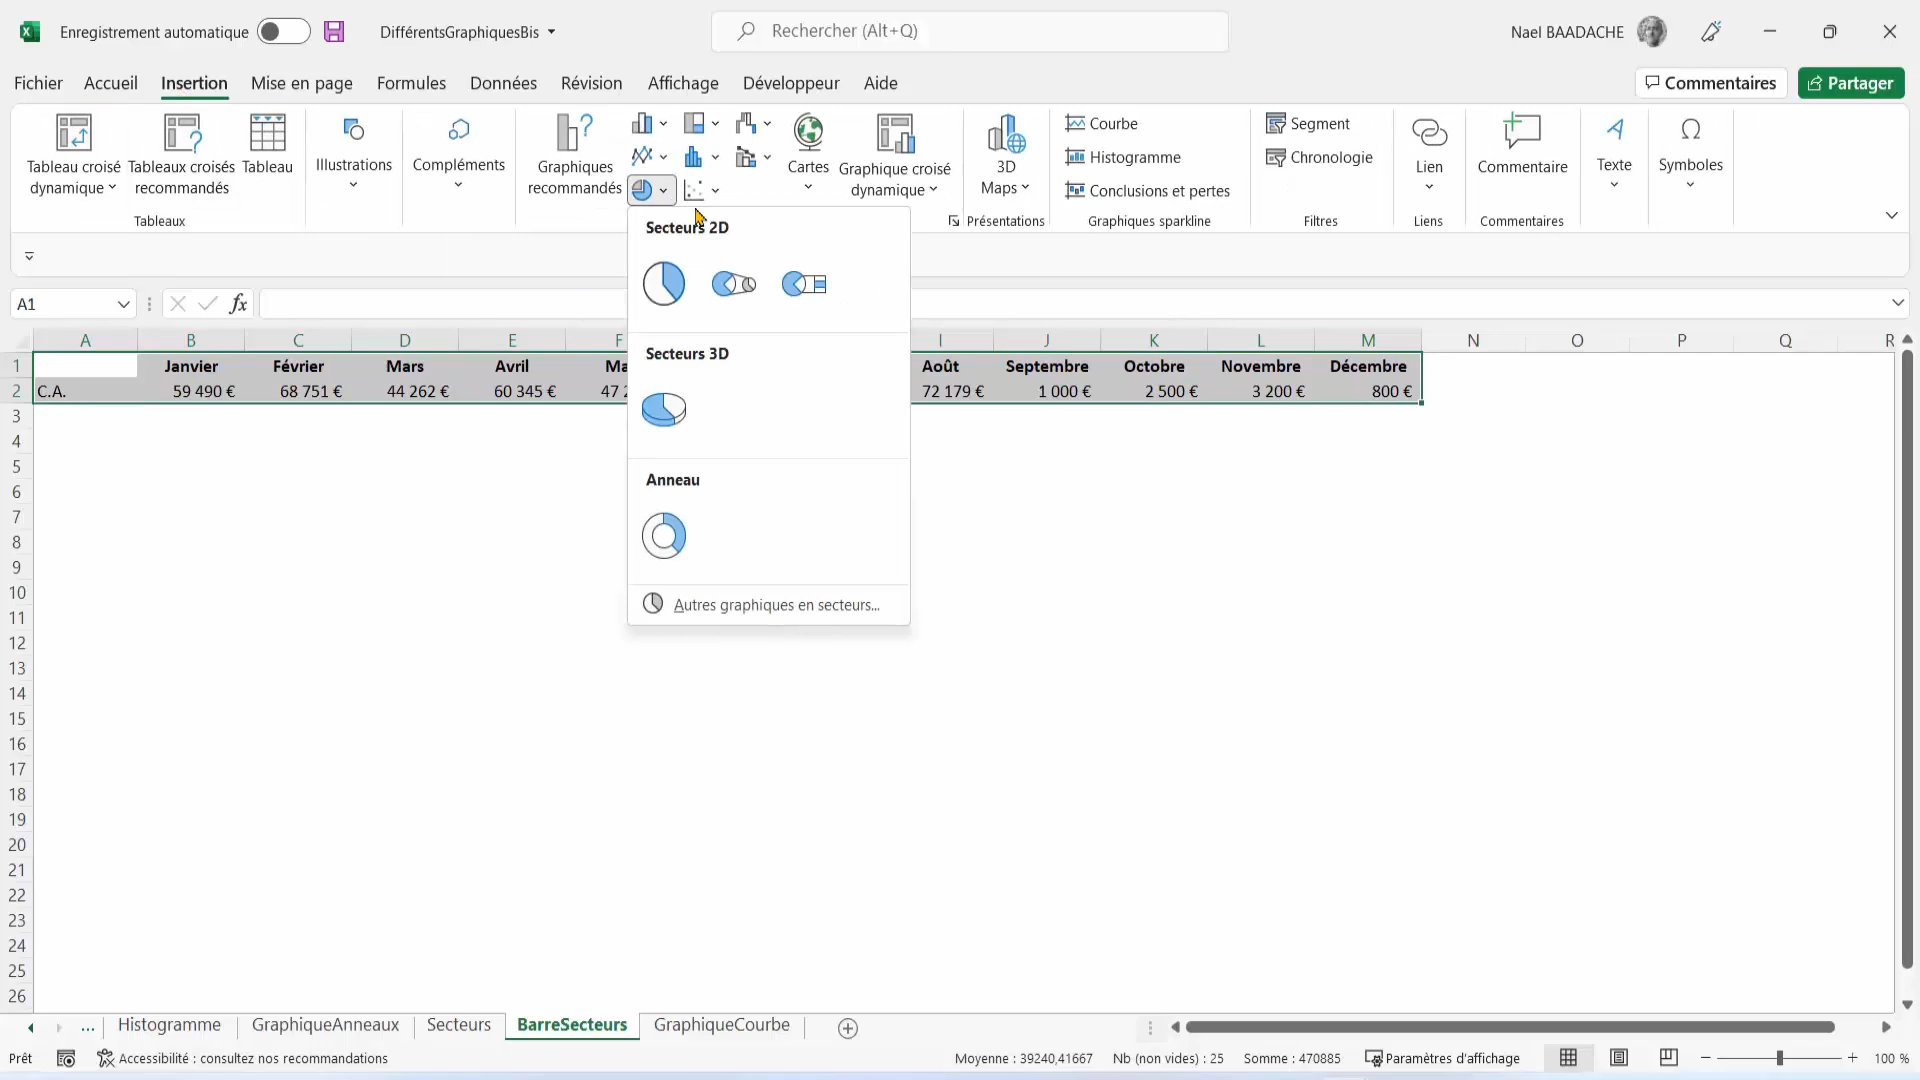 Enregistrement automatique
DifférentsGraphiquesBis
Rechercher (Alt+Q)
Nael BAADACHE
Fichier Accueil Insertion Mise en page Formules Données Révision Affichage Développeur Aide
Commentaires
Partager
Tableau croisé dynamique
Tableaux croisés recommandés
Tableau
Tableaux
Illustrations
Compléments
Graphiques recommandés
Cartes
Graphique croisé dynamique
3D Maps
Présentations
Courbe
Histogramme
Conclusions et pertes
Graphiques sparkline
Segment
Chronologie
Filtres
Lien
Liens
Commentaire
Commentaires
Texte
Ω
Symboles
A1
fx
Secteurs 2D
Secteurs 3D
Anneau
Autres graphiques en secteurs...
A B C D E F I J K L M N O P Q R
1 Janvier Février Mars Avril Août Septembre Octobre Novembre Décembre
2 C.A. 59 490 € 68 751 € 44 262 € 60 345 € 72 179 € 1 000 € 2 500 € 3 200 € 800 €
3
4
5
6
7
8
9
10
11
12
13
14
15
16
17
18
19
20
21
22
23
24
25
26
... Histogramme GraphiqueAnneaux Secteurs BarreSecteurs GraphiqueCourbe
Prêt
Accessibilité : consultez nos recommandations
Moyenne : 39240,41667 Nb (non vides) : 25 Somme : 470885
Paramètres d'affichage
100 %